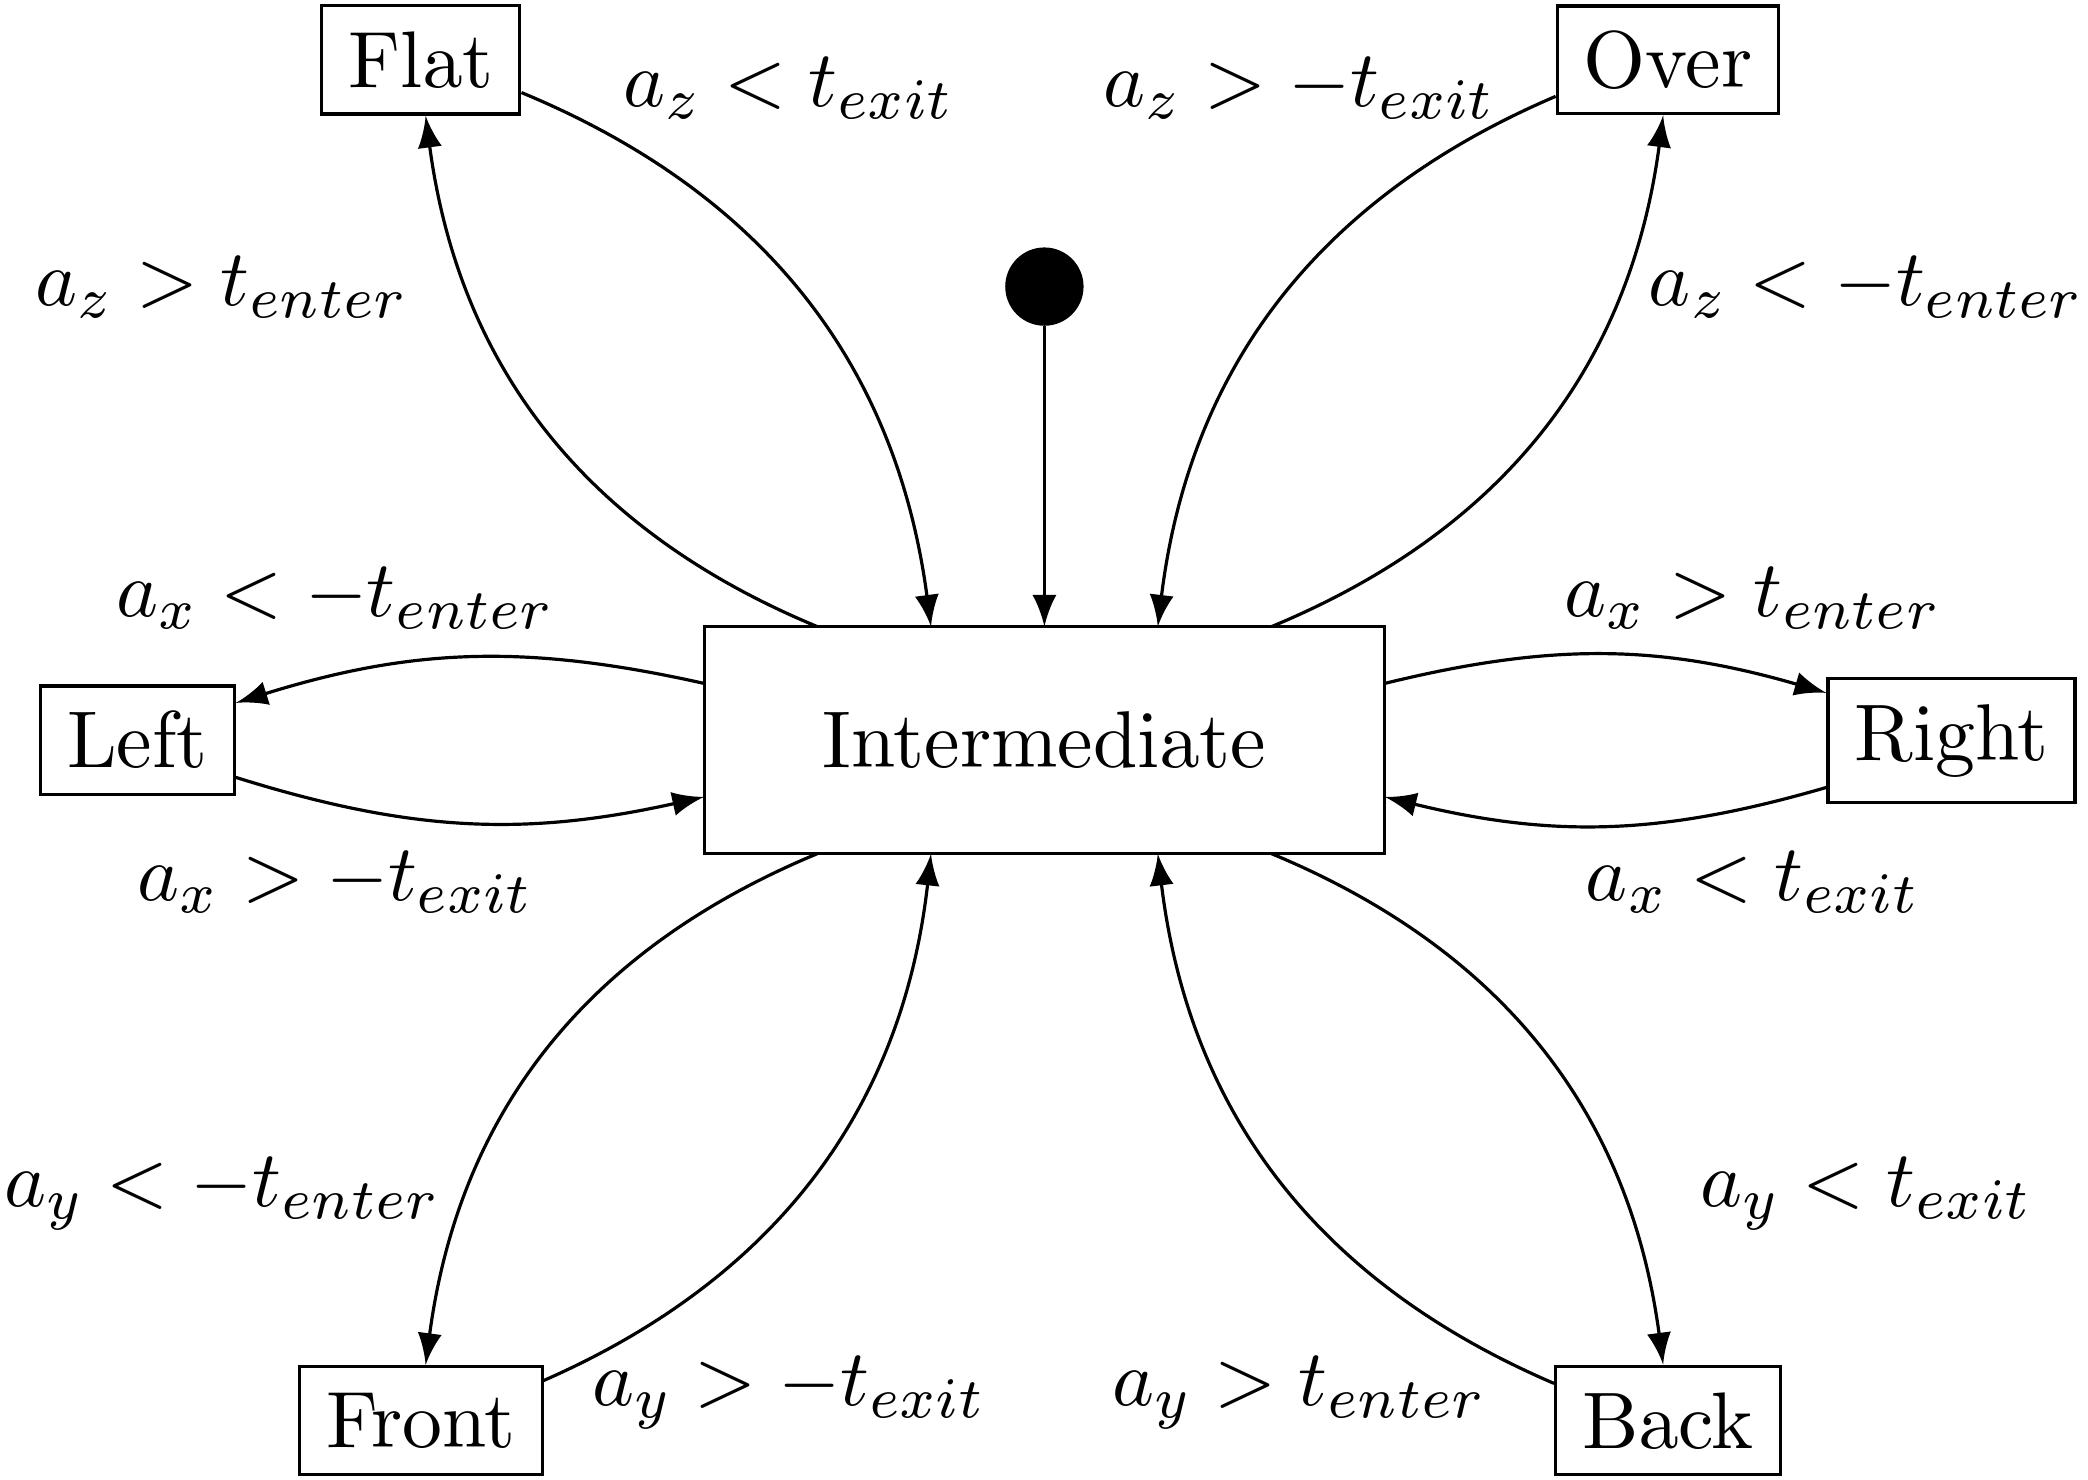 Flat
a_z < t_{exit}
a_z > -t_{exit}
Over
a_z > t_{enter}
a_z < -t_{enter}
a_x < -t_{enter}
a_x > t_{enter}
Left
Intermediate
Right
a_x > -t_{exit}
a_x < t_{exit}
a_y < -t_{enter}
a_y < t_{exit}
Front
a_y > -t_{exit}
a_y > t_{enter}
Back